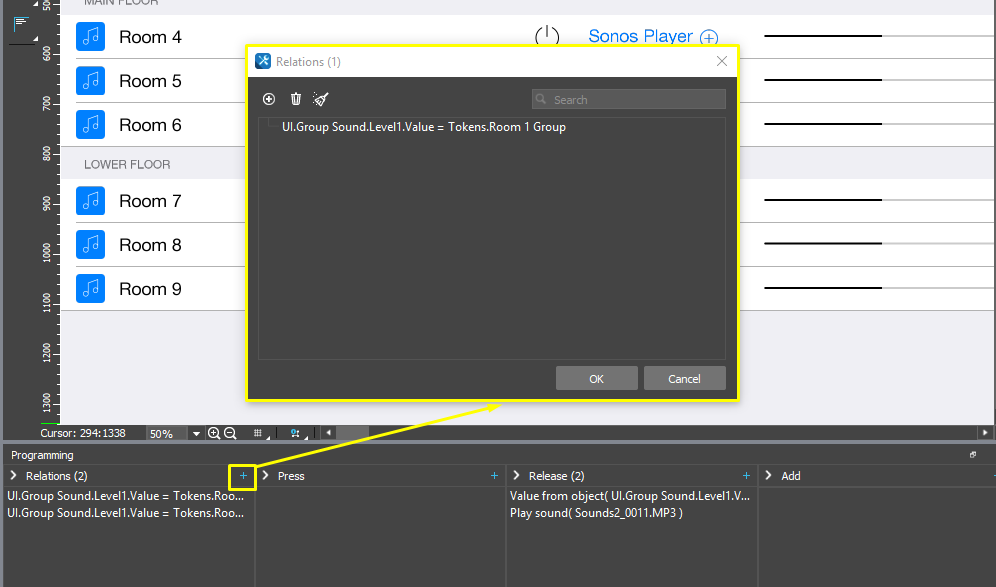 MAIN FLOOR
Room 4
Sonos Player
Room 5
Room 6
LOWER FLOOR
Room 7
Room 8
Room 9
500
600
700
800
900
1000
1100
1200
1300
Relations (1)
Search
UI.Group Sound.Level1.Value = Tokens.Room 1 Group
OK
Cancel
Cursor: 294:1338
50%
Programming
Relations (2)
+
Press
+
Release (2)
+
Add
UI.Group Sound.Level1.Value = Tokens.Roo...
UI.Group Sound.Level1.Value = Tokens.Roo...
Value from object( UI.Group Sound.Level1.V...
Play sound( Sounds2_0011.MP3 )